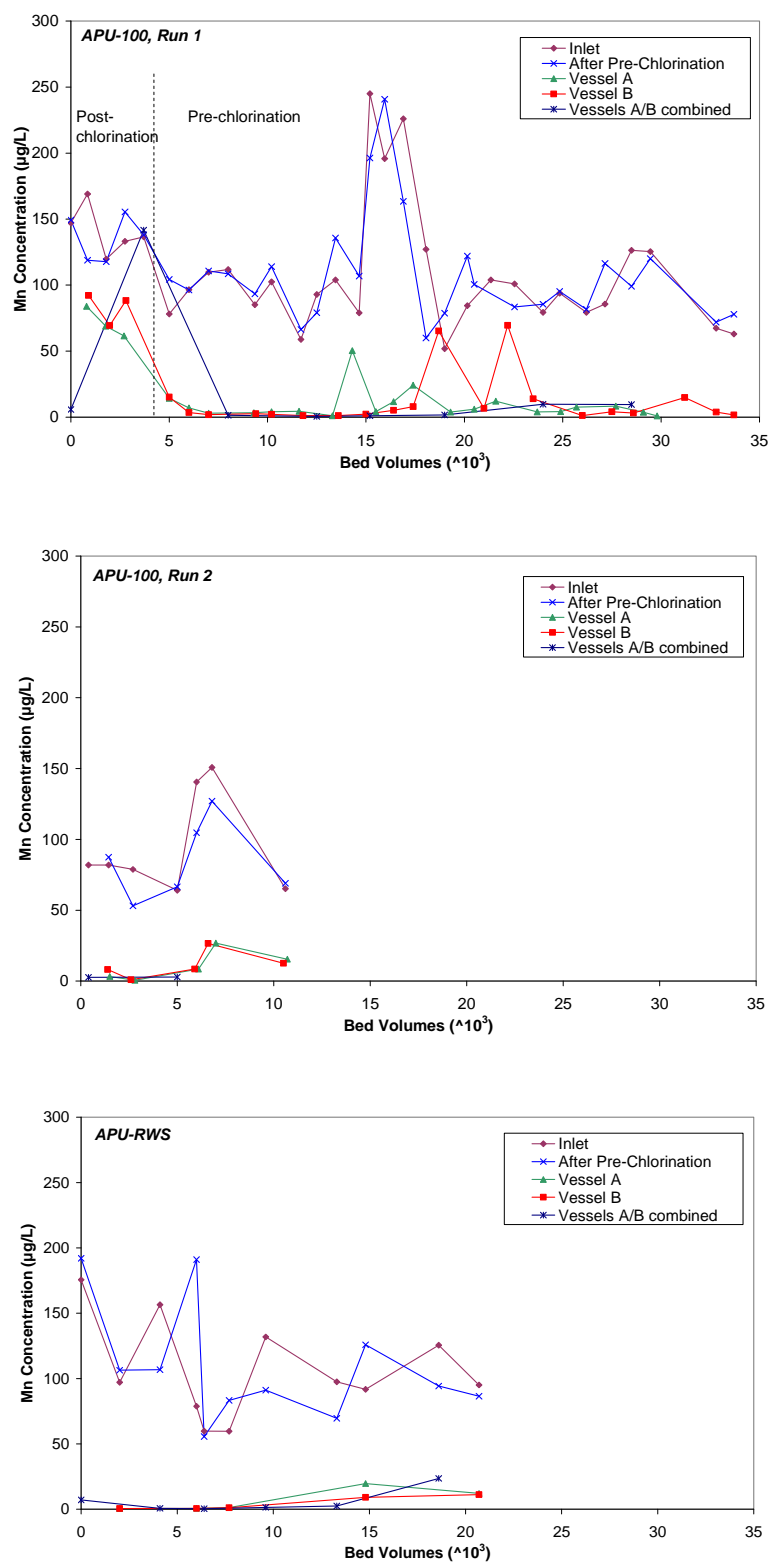 APU-100, Run 1
Inlet
After Pre-Chlorination
Vessel A
Vessel B
Vessels A/B combined
Post-
chlorination
Pre-chlorination
Mn Concentration (µg/L)
300
250
200
150
100
50
0
0 5 10 15 20 25 30 35
Bed Volumes (^10³)
APU-100, Run 2
Inlet
After Pre-Chlorination
Vessel A
Vessel B
Vessels A/B combined
Mn Concentration (µg/L)
300
250
200
150
100
50
0
0 5 10 15 20 25 30 35
Bed Volumes (^10³)
APU-RWS
Inlet
After Pre-Chlorination
Vessel A
Vessel B
Vessels A/B combined
Mn Concentration (µg/L)
300
250
200
150
100
50
0
0 5 10 15 20 25 30 35
Bed Volumes (^10³)